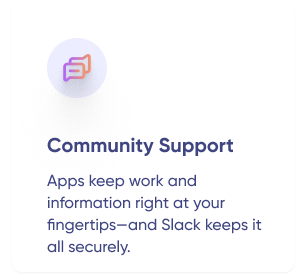 Community Support
Apps keep work and
information right at your
fingertips—and Slack keeps it
all securely.